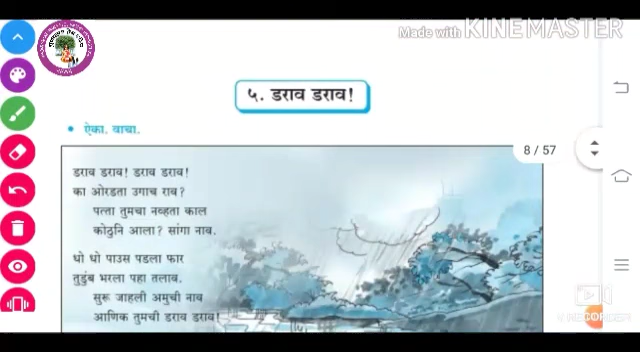 Made with KINEMASTER
५. डराव डराव!
• ऐका. वाचा.
8 / 57
डराव डराव! डराव डराव!
का ओरडता उगाच राव?
पत्ता तुमचा नव्हता काल
कोठुनि आला? सांगा नाव.
धो धो पाउस पडला फार
तुडुंब भरला पहा तलाव.
सुरू जाहली अमुची नाव
आणिक तुमची डराव डराव!
RECORDER